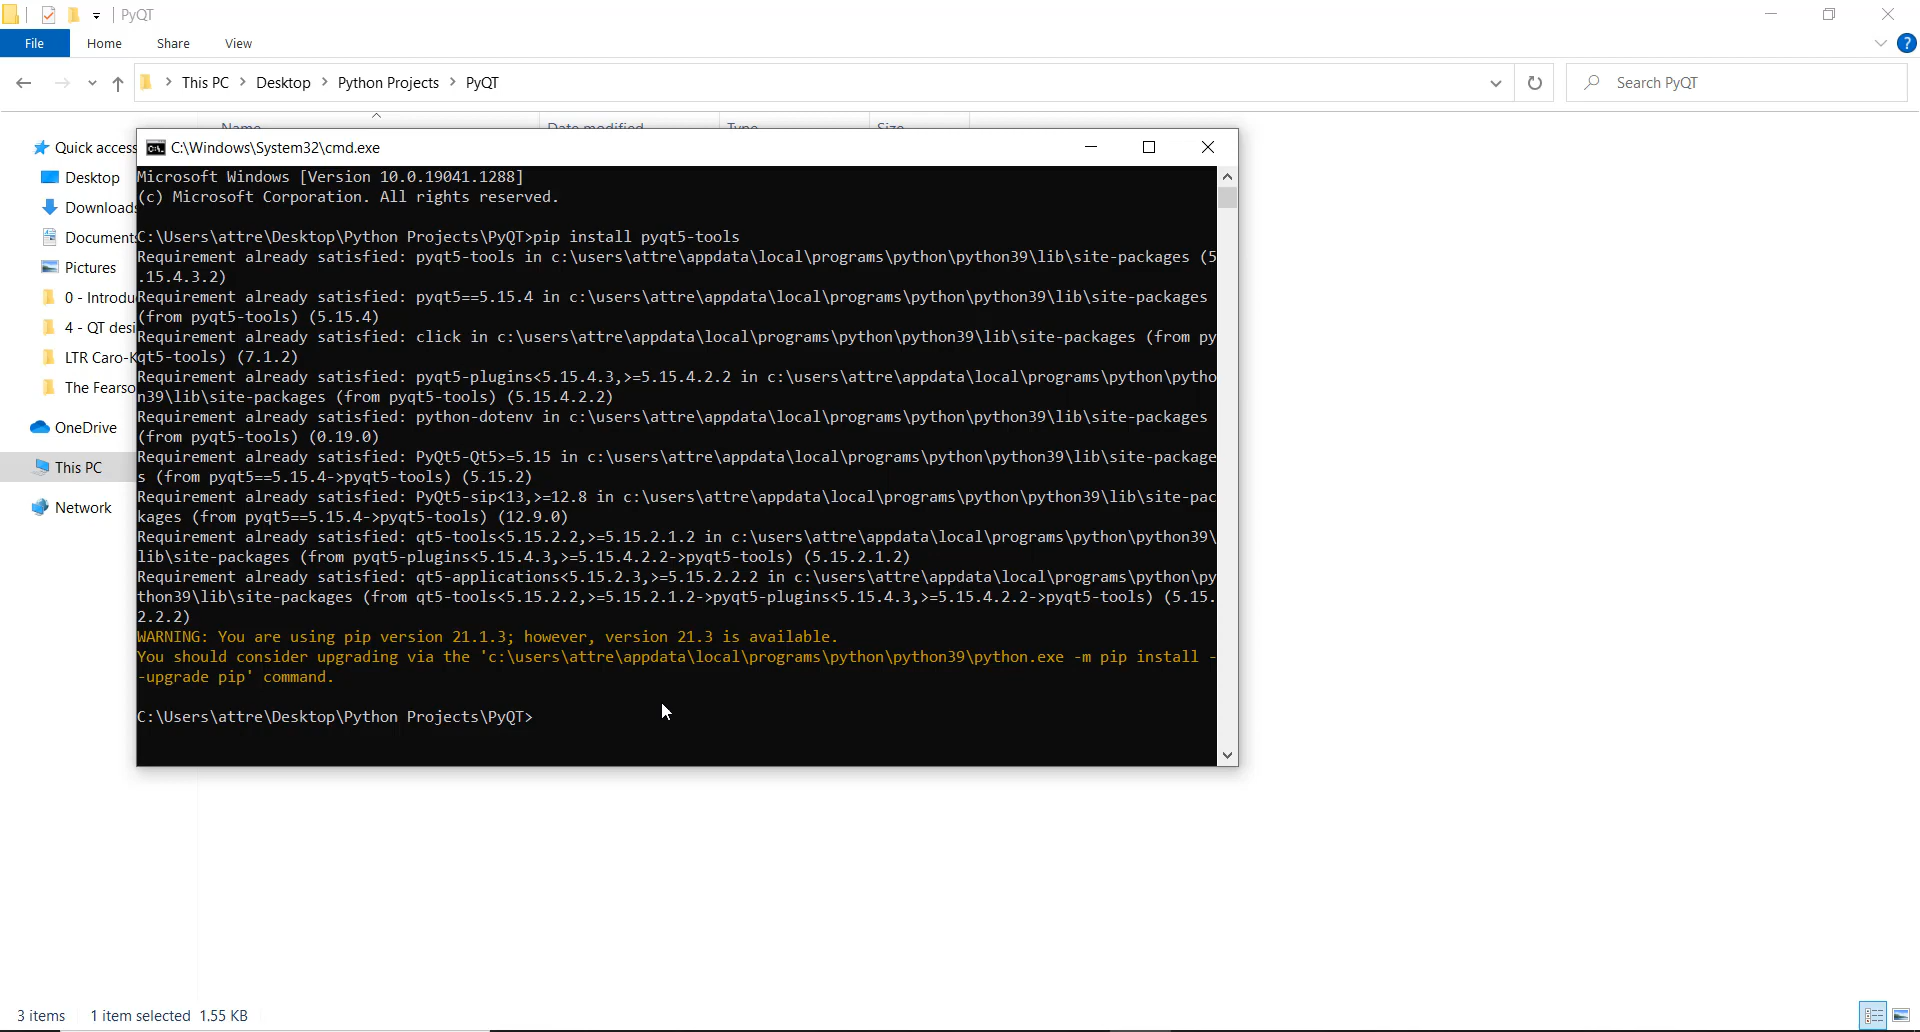 PyQT
File Home Share View
This PC > Desktop > Python Projects > PyQT
Search PyQT
Name Date modified Type Size
Quick access
Desktop
Downloads
Documents
Pictures
0 - Introdu
4 - QT desi
LTR Caro-K
The Fearso
OneDrive
This PC
Network
C:\Windows\System32\cmd.exe
Microsoft Windows [Version 10.0.19041.1288]
(c) Microsoft Corporation. All rights reserved.
C:\Users\attre\Desktop\Python Projects\PyQT>pip install pyqt5-tools
Requirement already satisfied: pyqt5-tools in c:\users\attre\appdata\local\programs\python\python39\lib\site-packages (5
.15.4.3.2)
Requirement already satisfied: pyqt5==5.15.4 in c:\users\attre\appdata\local\programs\python\python39\lib\site-packages
(from pyqt5-tools) (5.15.4)
Requirement already satisfied: click in c:\users\attre\appdata\local\programs\python\python39\lib\site-packages (from py
qt5-tools) (7.1.2)
Requirement already satisfied: pyqt5-plugins<5.15.4.3,>=5.15.4.2.2 in c:\users\attre\appdata\local\programs\python\pytho
n39\lib\site-packages (from pyqt5-tools) (5.15.4.2.2)
Requirement already satisfied: python-dotenv in c:\users\attre\appdata\local\programs\python\python39\lib\site-packages
(from pyqt5-tools) (0.19.0)
Requirement already satisfied: PyQt5-Qt5>=5.15 in c:\users\attre\appdata\local\programs\python\python39\lib\site-package
s (from pyqt5==5.15.4->pyqt5-tools) (5.15.2)
Requirement already satisfied: PyQt5-sip<13,>=12.8 in c:\users\attre\appdata\local\programs\python\python39\lib\site-pac
kages (from pyqt5==5.15.4->pyqt5-tools) (12.9.0)
Requirement already satisfied: qt5-tools<5.15.2.2,>=5.15.2.1.2 in c:\users\attre\appdata\local\programs\python\python39\
lib\site-packages (from pyqt5-plugins<5.15.4.3,>=5.15.4.2.2->pyqt5-tools) (5.15.2.1.2)
Requirement already satisfied: qt5-applications<5.15.2.3,>=5.15.2.2.2 in c:\users\attre\appdata\local\programs\python\py
thon39\lib\site-packages (from qt5-tools<5.15.2.2,>=5.15.2.1.2->pyqt5-plugins<5.15.4.3,>=5.15.4.2.2->pyqt5-tools) (5.15.
2.2.2)
WARNING: You are using pip version 21.1.3; however, version 21.3 is available.
You should consider upgrading via the 'c:\users\attre\appdata\local\programs\python\python39\python.exe -m pip install -
-upgrade pip' command.
C:\Users\attre\Desktop\Python Projects\PyQT>
3 items 1 item selected 1.55 KB